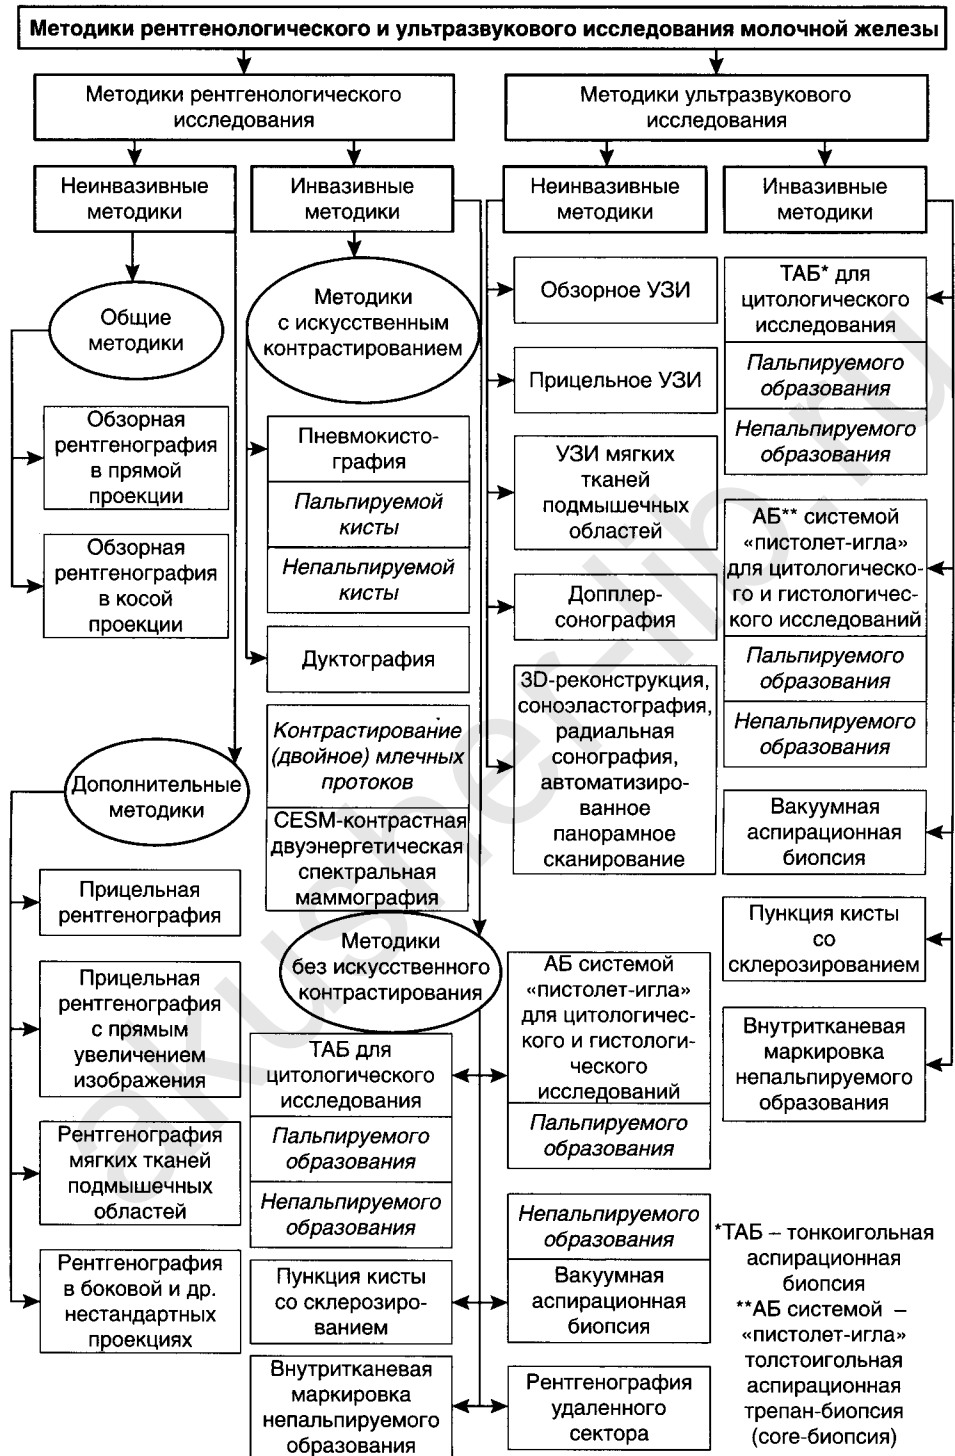 Методики рентгенологического и ультразвукового исследования молочной железы
Методики рентгенологического
исследования
Методики ультразвукового
исследования
Неинвазивные
методики
Инвазивные
методики
Неинвазивные
методики
Инвазивные
методики
Общие
методики
Обзорная
рентгенография
в прямой
проекции
Обзорная
рентгенография
в косой
проекции
Дополнительные
методики
Прицельная
рентгенография
Прицельная
рентгенография
с прямым
увеличением
изображения
Рентгенография
мягких тканей
подмышечных
областей
Рентгенография
в боковой и др.
нестандартных
проекциях
Методики
с искусственным
контрастированием
Пневмокисто-
графия
Пальпируемой
кисты
Непальпируемой
кисты
Дуктография
Контрастирование
(двойное) млечных
протоков
CESM-контрастная
двуэнергетическая
спектральная
маммография
Методики
без искусственного
контрастирования
ТАБ для
цитологического
исследования
Пальпируемого
образования
Непальпируемого
образования
Пункция кисты
со склерозиро-
ванием
Внутритканевая
маркировка
непальпируемого
образования
АБ системой
«пистолет-игла»
для цитологичес-
кого и гистологи-
ческого
исследований
Пальпируемого
образования
Непальпируемого
образования
Вакуумная
аспирационная
биопсия
Рентгенография
удаленного
сектора
Обзорное УЗИ
Прицельное УЗИ
УЗИ мягких
тканей
подмышечных
областей
Допплер-
сонография
3D-реконструкция,
соноэластография,
радиальная
сонография,
автоматизиро-
ванное
панорамное
сканирование
ТАБ* для
цитологического
исследования
Пальпируемого
образования
Непальпируемого
образования
АБ** системой
«пистолет-игла»
для цитологическо-
го и гистологичес-
кого исследований
Пальпируемого
образования
Непальпируемого
образования
Вакуумная
аспирационная
биопсия
Пункция кисты
со
склерозированием
Внутритканевая
маркировка
непальпируемого
образования
*ТАБ – тонкоигольная
аспирационная
биопсия
**АБ системой –
«пистолет-игла»
толстоигольная
аспирационная
трепан-биопсия
(core-биопсия)
akusher-lib.ru